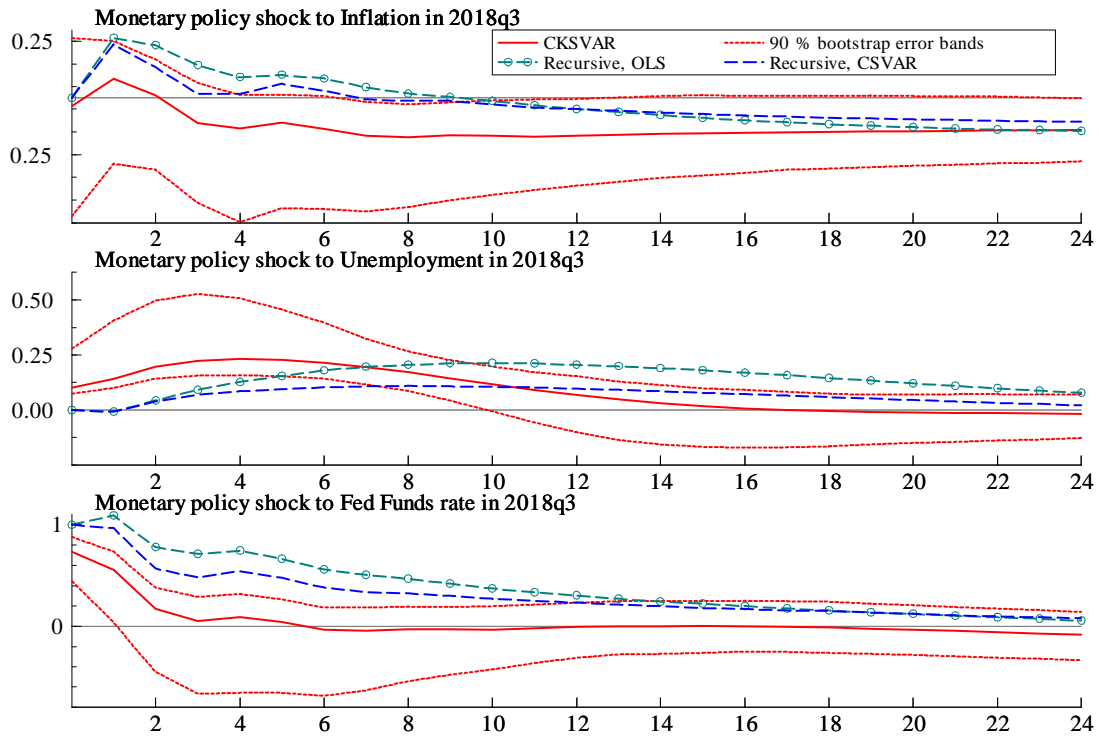 Monetary policy shock to Inflation in 2018q3
CKSVAR
90 % bootstrap error bands
Recursive, OLS
Recursive, CSVAR
0.25
0.25
2 4 6 8 10 12 14 16 18 20 22 24
Monetary policy shock to Unemployment in 2018q3
0.50
0.25
0.00
2 4 6 8 10 12 14 16 18 20 22 24
Monetary policy shock to Fed Funds rate in 2018q3
1
0
2 4 6 8 10 12 14 16 18 20 22 24